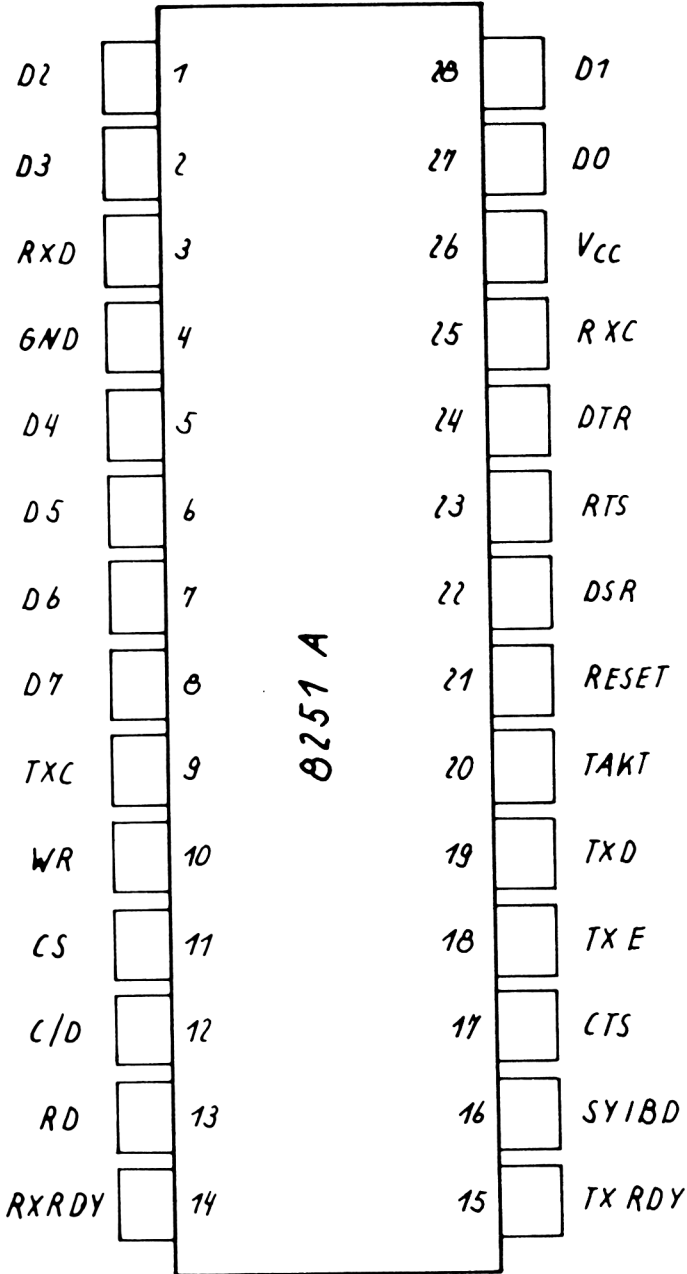 D2 1 28 D1
D3 2 27 D0
RXD 3 26 VCC
GND 4 25 RXC
D4 5 24 DTR
D5 6 23 RTS
D6 7 22 DSR
D7 8 21 RESET
TXC 9 20 TAKT
WR 10 19 TXD
CS 11 18 TXE
C/D 12 17 CTS
RD 13 16 SYIBD
RXRDY 14 15 TXRDY
8251 A